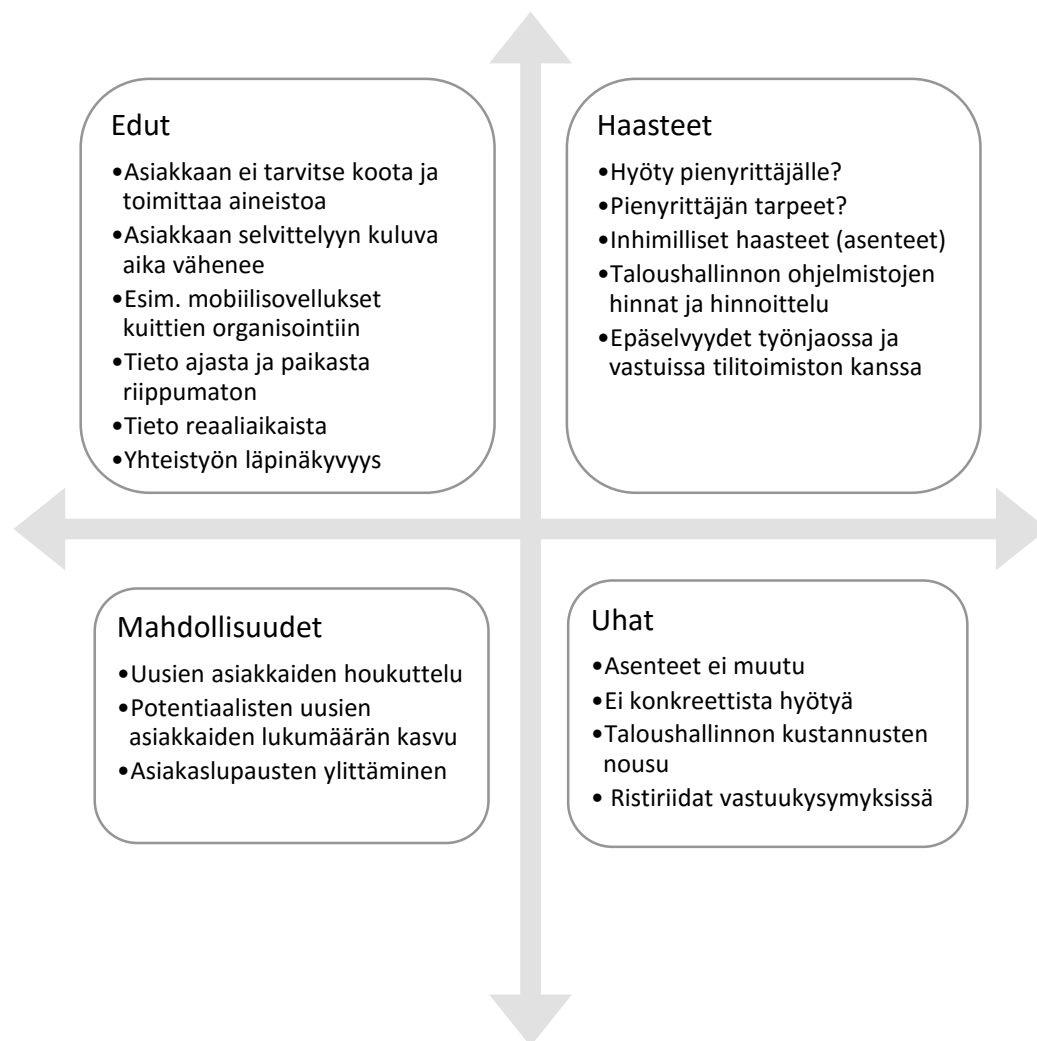 Edut
•Asiakkaan ei tarvitse koota ja
toimittaa aineistoa
•Asiakkaan selvittelyyn kuluva
aika vähenee
•Esim. mobiilisovellukset
kuittien organisointiin
•Tieto ajasta ja paikasta
riippumaton
•Tieto reaaliaikaista
•Yhteistyön läpinäkyvyys
Haasteet
•Hyöty pienyrittäjälle?
•Pienyrittäjän tarpeet?
•Inhimilliset haasteet (asenteet)
•Taloushallinnon ohjelmistojen
hinnat ja hinnoittelu
•Epäselvyydet työnjaossa ja
vastuissa tilitoimiston kanssa
Mahdollisuudet
•Uusien asiakkaiden houkuttelu
•Potentiaalisten uusien
asiakkaiden lukumäärän kasvu
•Asiakaslupausten ylittäminen
Uhat
•Asenteet ei muutu
•Ei konkreettista hyötyä
•Taloushallinnon kustannusten
nousu
• Ristiriidat vastuukysymyksissä